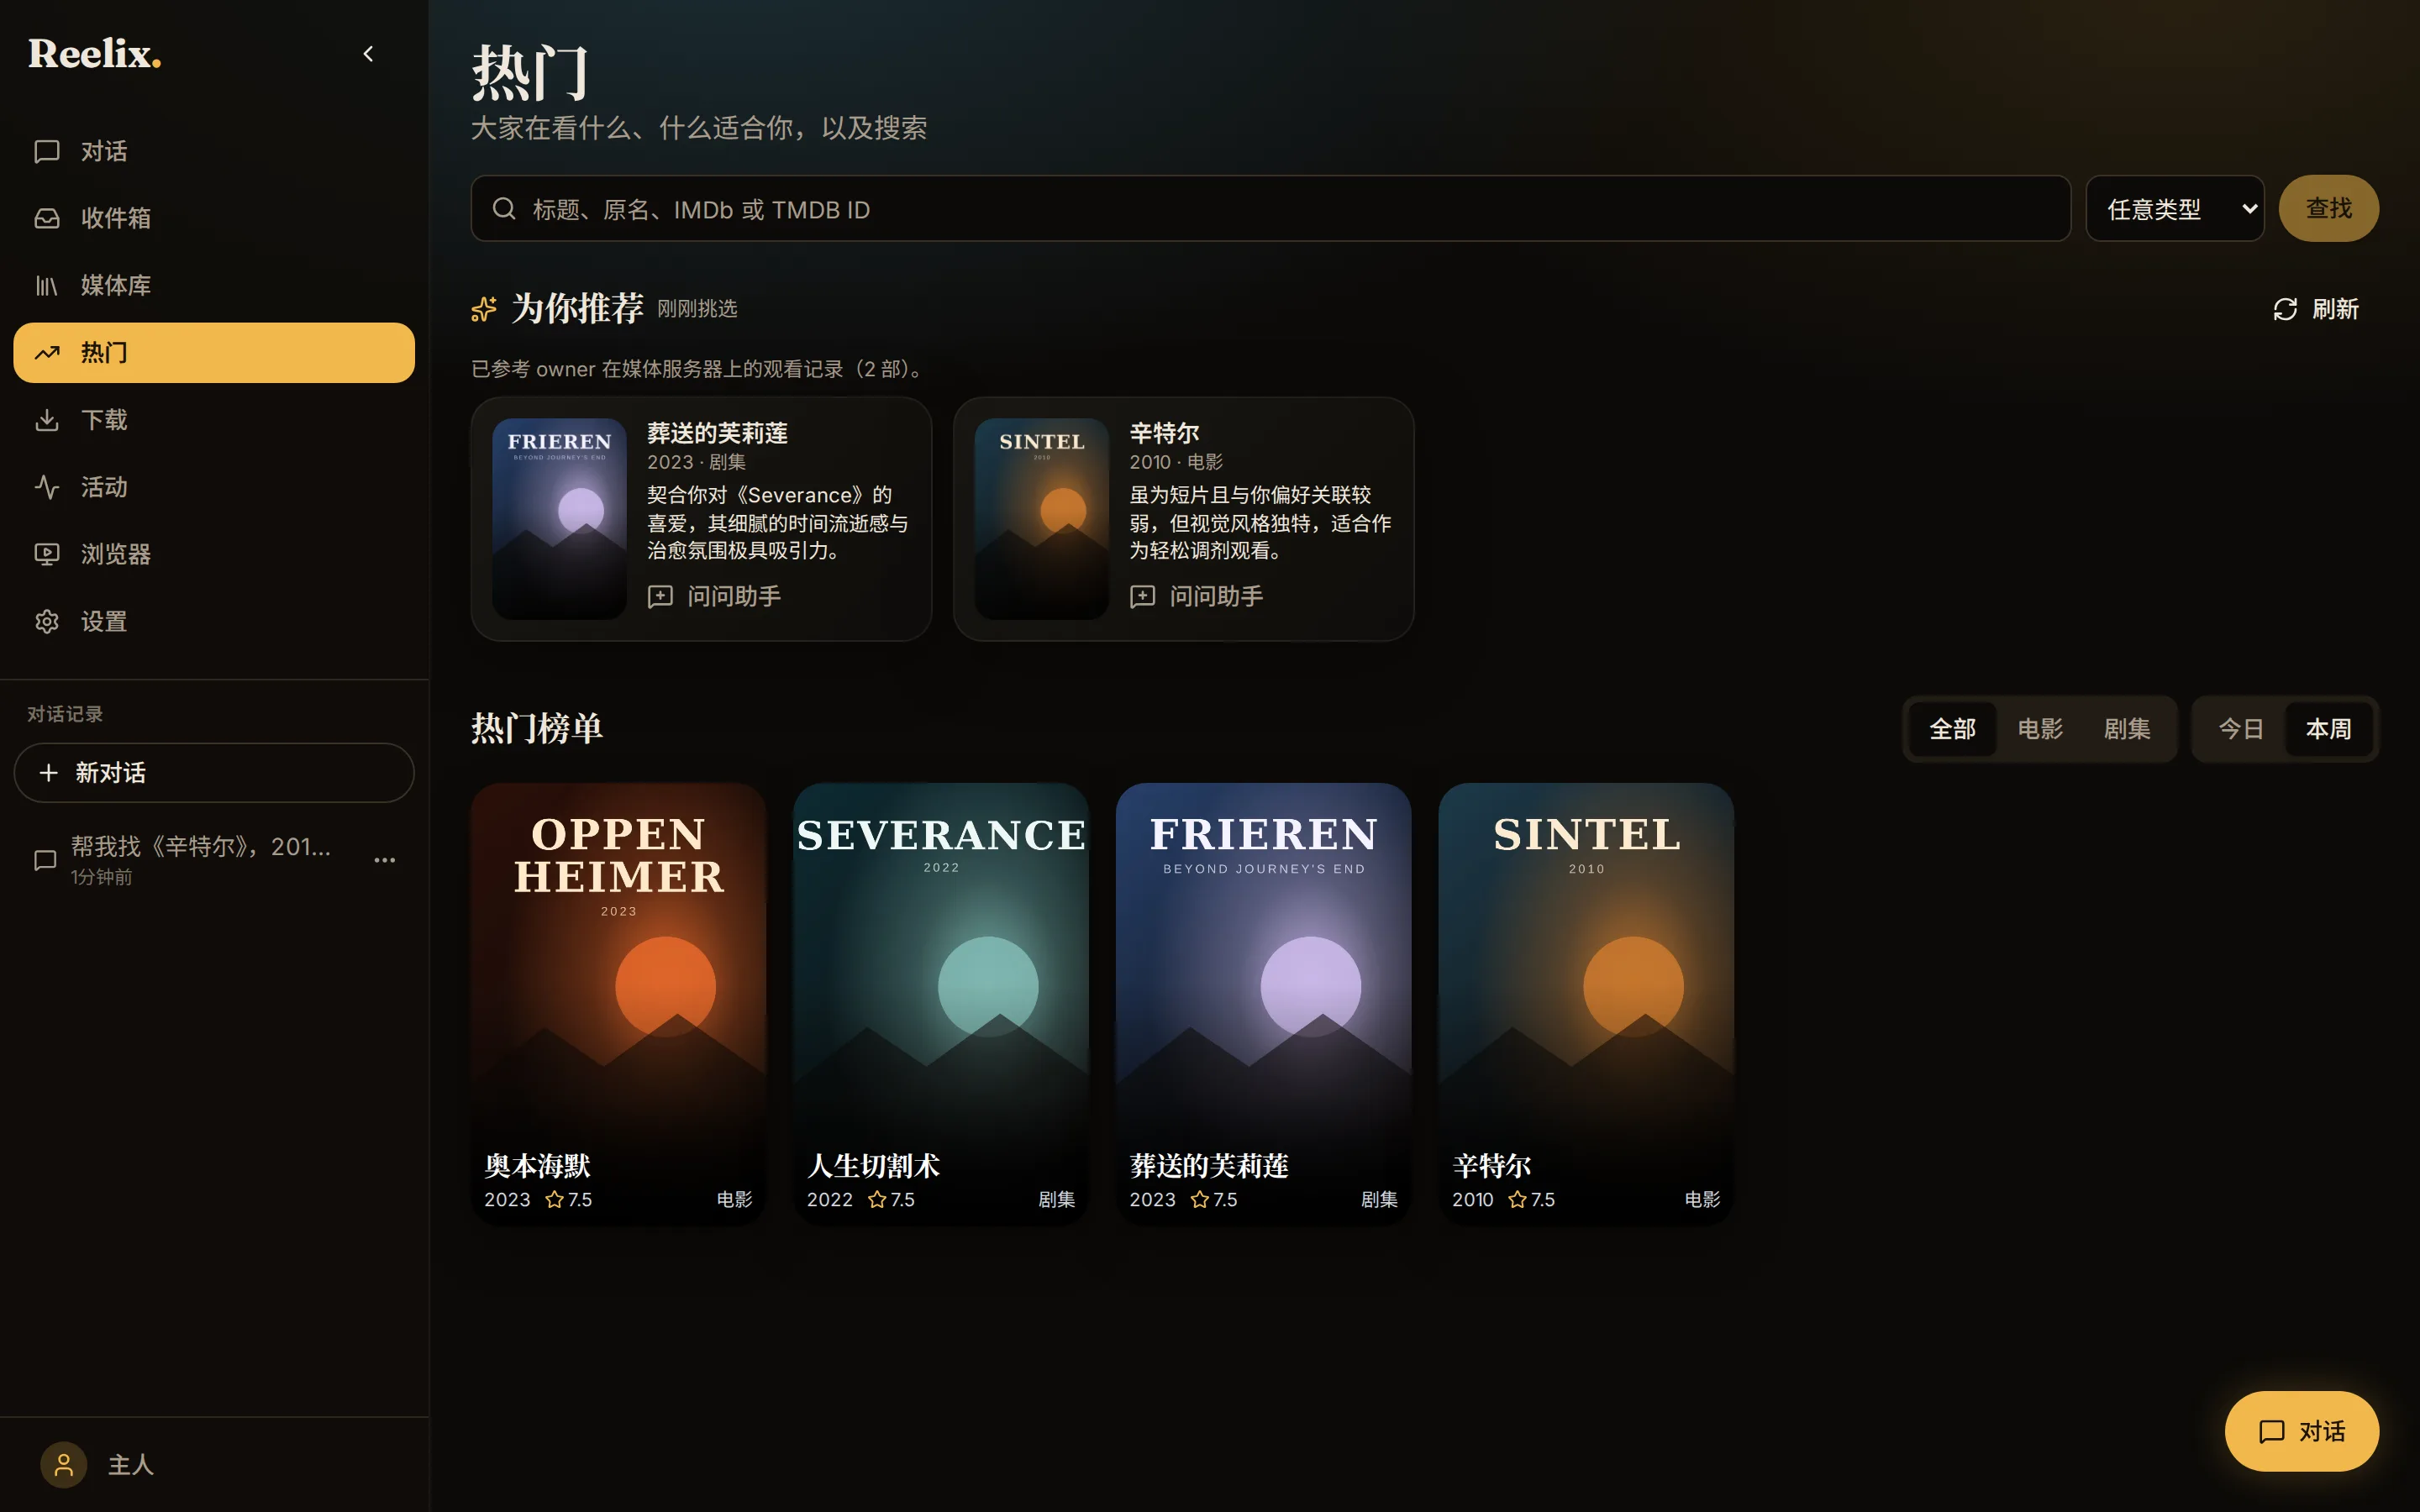 Reelix.
对话
收件箱
媒体库
热门
下载
活动
浏览器
设置
对话记录
新对话
帮我找《辛特尔》，201...
1分钟前
主人
热门
大家在看什么、什么适合你，以及搜索
标题、原名、IMDb 或 TMDB ID
任意类型
查找
为你推荐 刚刚挑选
刷新
已参考 owner 在媒体服务器上的观看记录（2 部）。
FRIEREN
BEYOND JOURNEY'S END
葬送的芙莉莲
2023 · 剧集
契合你对《Severance》的
喜爱，其细腻的时间流逝感与
治愈氛围极具吸引力。
问问助手
SINTEL
2010
辛特尔
2010 · 电影
虽为短片且与你偏好关联较
弱，但视觉风格独特，适合作
为轻松调剂观看。
问问助手
热门榜单
全部 电影 剧集
今日 本周
OPPEN
HEIMER
2023
奥本海默
2023 7.5 电影
SEVERANCE
2022
人生切割术
2022 7.5 剧集
FRIEREN
BEYOND JOURNEY'S END
葬送的芙莉莲
2023 7.5 剧集
SINTEL
2010
辛特尔
2010 7.5 电影
对话